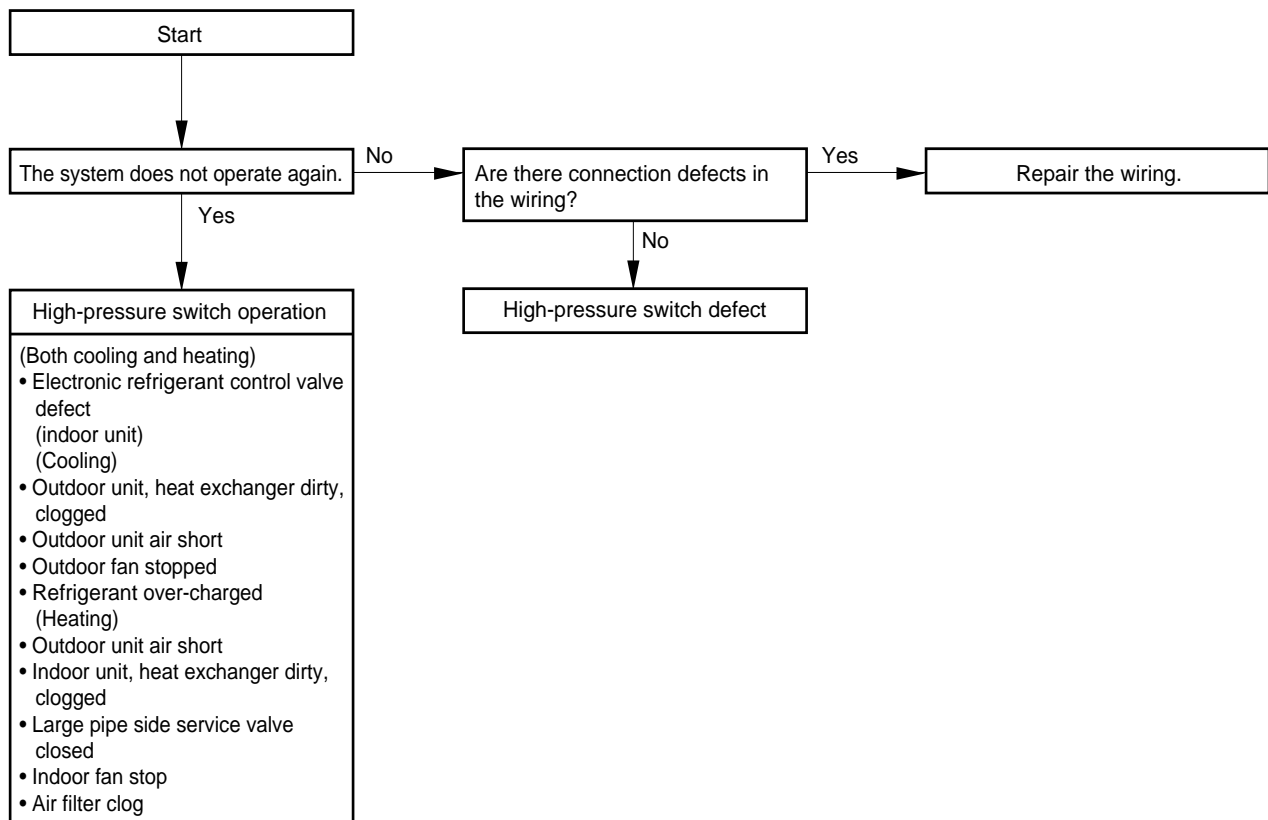 Start
The system does not operate again.
No
Are there connection defects in
the wiring?
Yes
Repair the wiring.
Yes
No
High-pressure switch operation
High-pressure switch defect
(Both cooling and heating)
• Electronic refrigerant control valve
defect
(indoor unit)
(Cooling)
• Outdoor unit, heat exchanger dirty,
clogged
• Outdoor unit air short
• Outdoor fan stopped
• Refrigerant over-charged
(Heating)
• Outdoor unit air short
• Indoor unit, heat exchanger dirty,
clogged
• Large pipe side service valve
closed
• Indoor fan stop
• Air filter clog